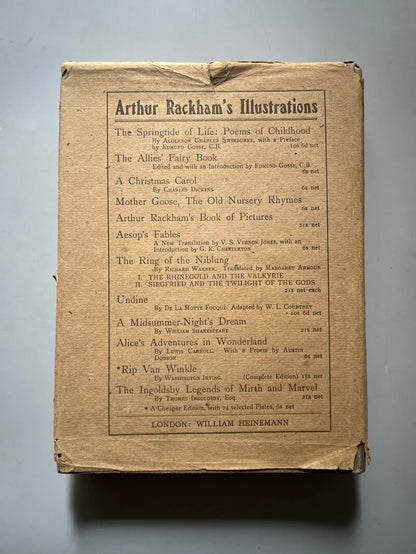 Arthur Rackham's Illustrations
The Springtide of Life: Poems of Childhood
By Algernon Charles Swinburne, with a Preface
by Edmund Gosse, C.B. 10s 6d net
The Allies' Fairy Book
Edited and with an Introduction by Edmund Gosse, C.B.
6s net
A Christmas Carol
By Charles Dickens 6s net
Mother Goose, The Old Nursery Rhymes
6s net
Arthur Rackham's Book of Pictures
21s net
Aesop's Fables
A New Translation by V. S. Vernon Jones, with an
Introduction by G. K. Chesterton 6s net
The Ring of the Niblung
By Richard Wagner. Translated by Margaret Armour
I. THE RHINEGOLD AND THE VALKYRIE
II. SIEGFRIED AND THE TWILIGHT OF THE GODS
21s net each
Undine
By De La Motte Fouqué. Adapted by W. L. Courtney
10s 6d net
A Midsummer-Night's Dream
By William Shakespeare 21s net
Alice's Adventures in Wonderland
By Lewis Carroll. With a Proem by Austin
Dobson 6s net
*Rip Van Winkle
By Washington Irving. (Complete Edition) 15s net
The Ingoldsby Legends of Mirth and Marvel
By Thomas Ingoldsby, Esq. 21s net
* A Cheaper Edition, with 24 selected Plates, 6s net
LONDON: WILLIAM HEINEMANN